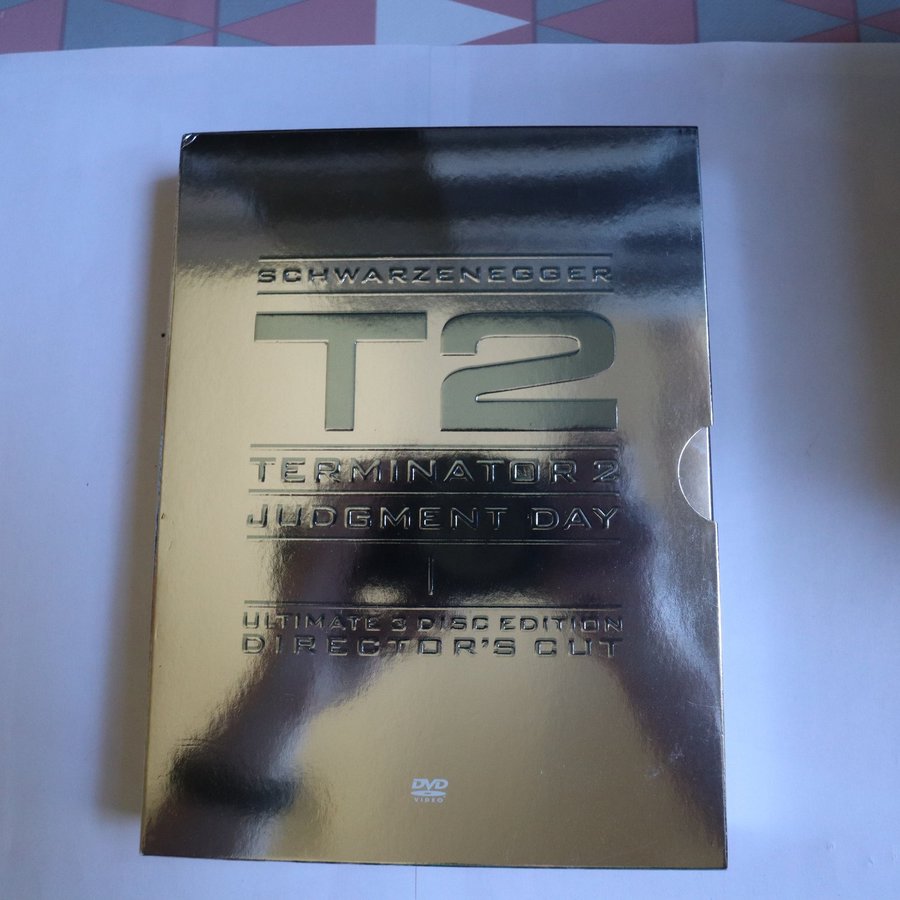 SCHWARZENEGGER
T2
TERMINATOR 2
JUDGMENT DAY
ULTIMATE 3 DISC EDITION
DIRECTOR'S CUT
DVD
VIDEO